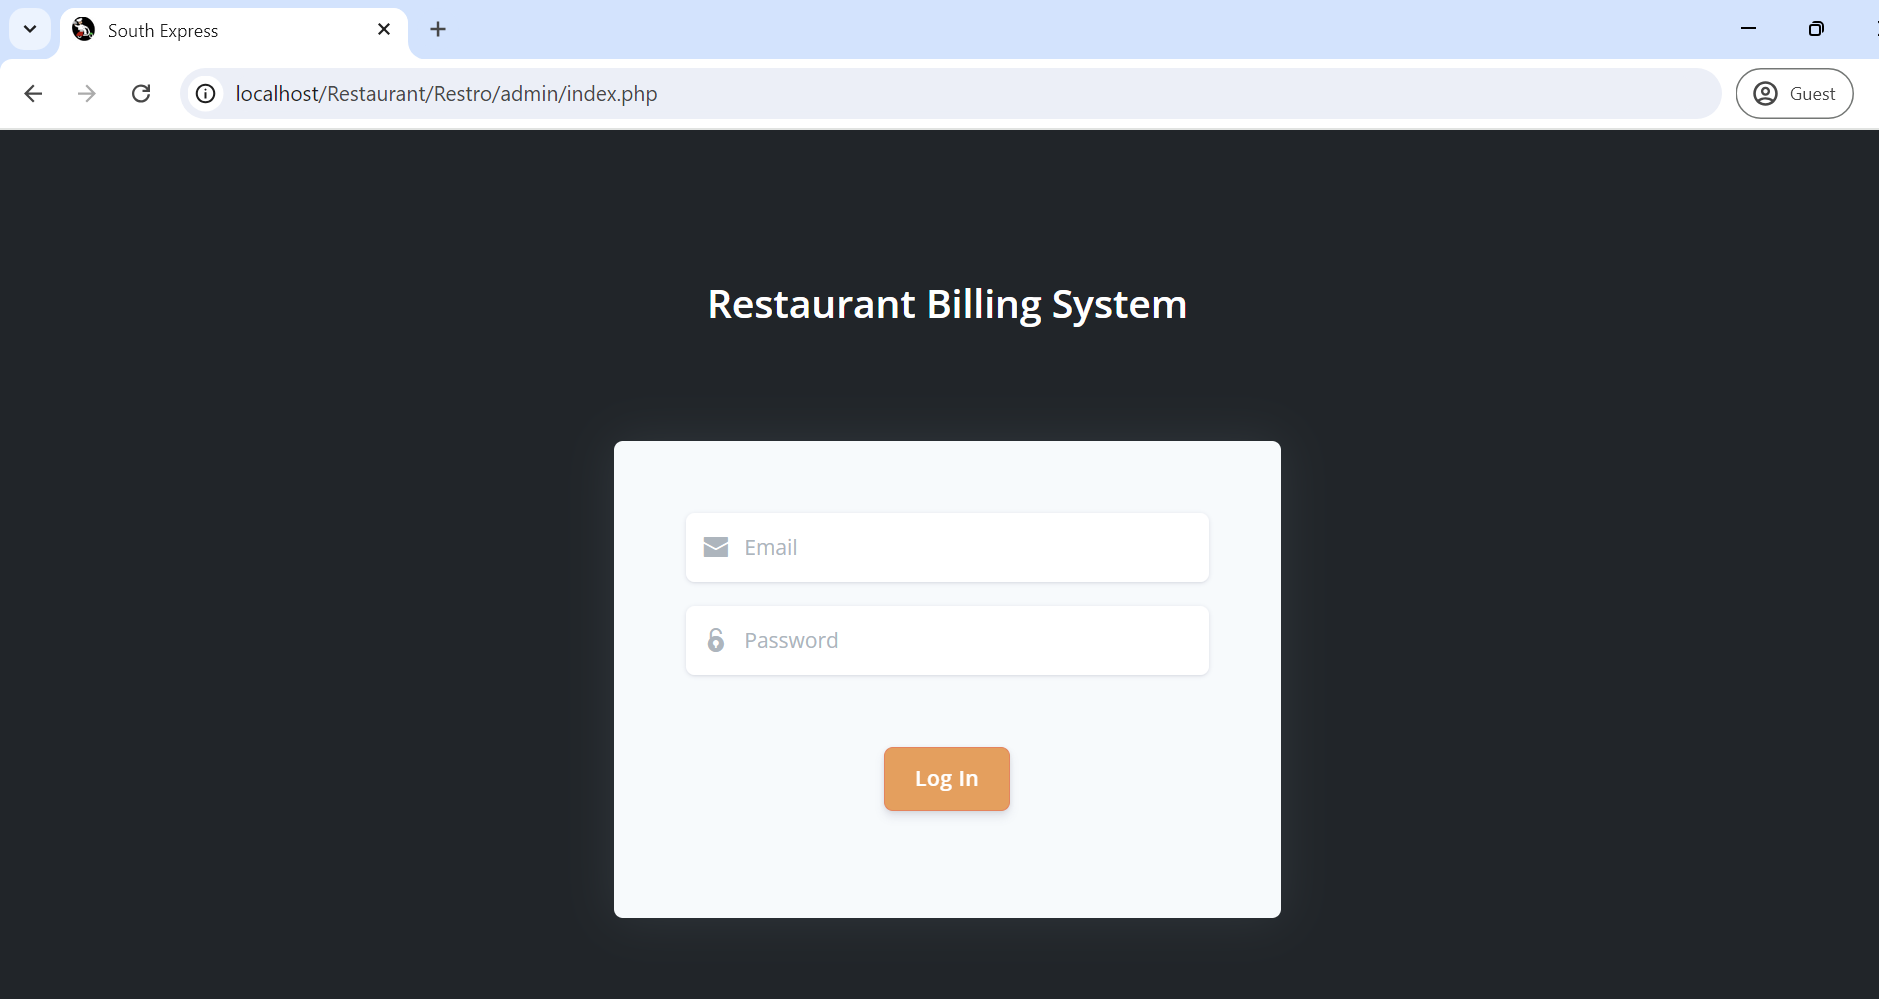 South Express
localhost/Restaurant/Restro/admin/index.php
Guest
Restaurant Billing System
Email
Password
Log In